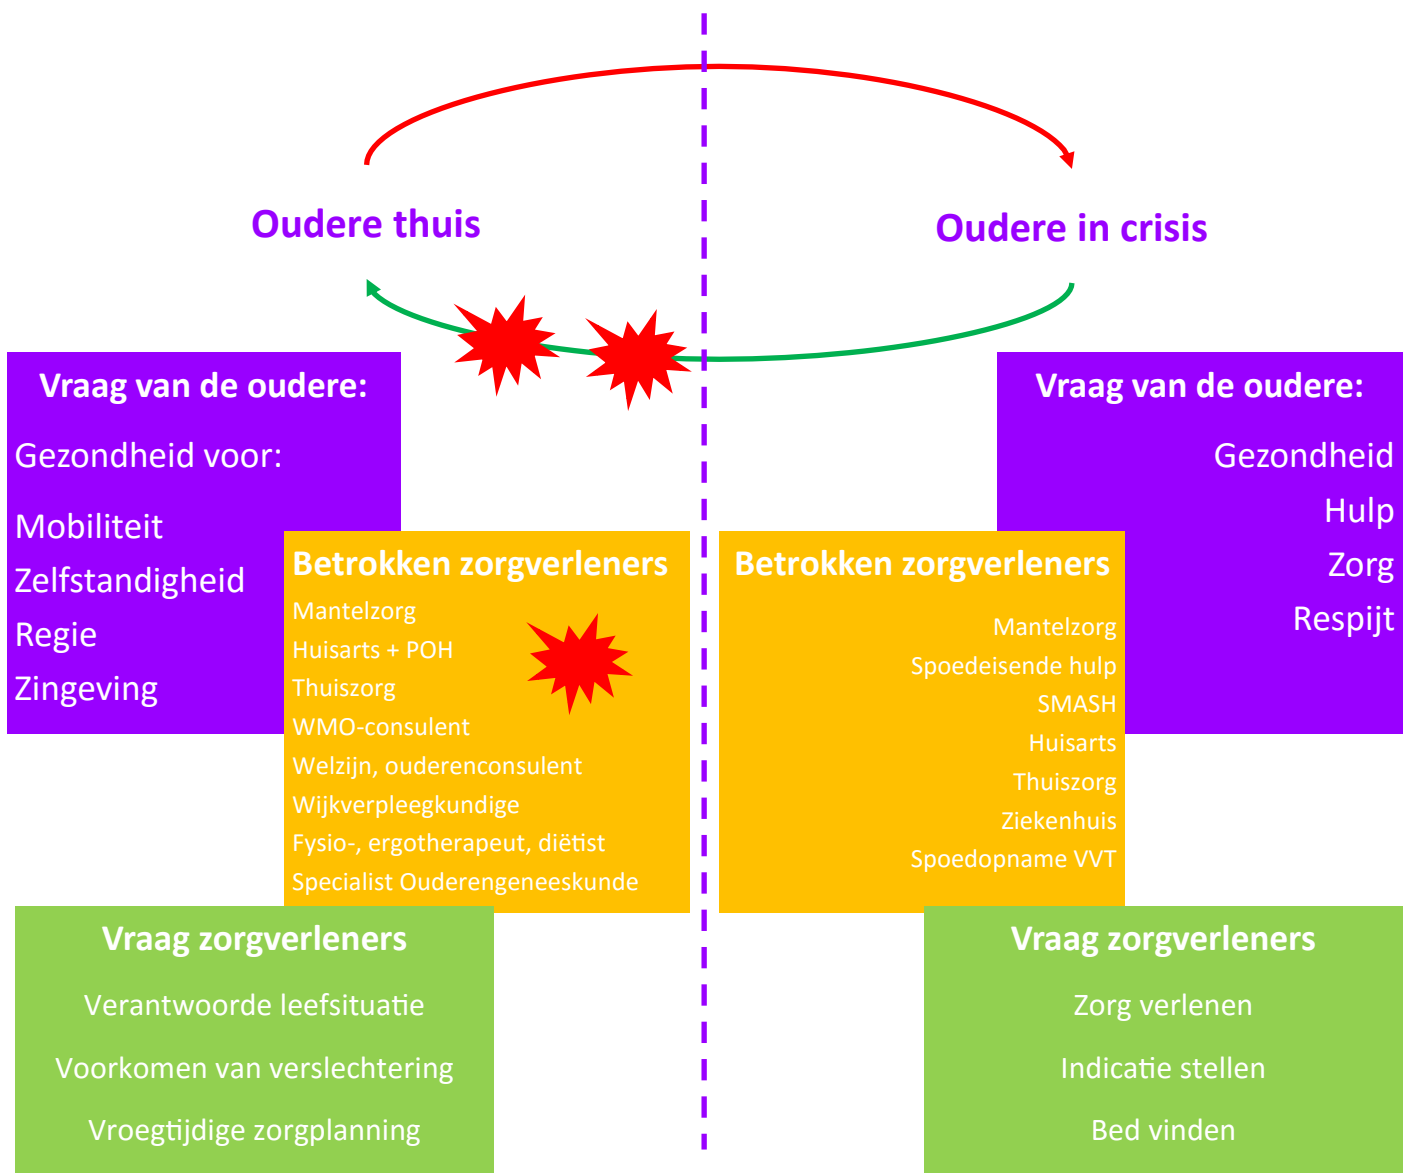 Oudere thuis
Oudere in crisis
Vraag van de oudere:
Gezondheid voor:
Mobiliteit
Zelfstandigheid
Regie
Zingeving
Betrokken zorgverleners
Mantelzorg
Huisarts + POH
Thuiszorg
WMO-consulent
Welzijn, ouderenconsulent
Wijkverpleegkundige
Fysio-, ergotherapeut, diëtist
Specialist Ouderengeneeskunde
Vraag zorgverleners
Verantwoorde leefsituatie
Voorkomen van verslechtering
Vroegtijdige zorgplanning
Vraag van de oudere:
Gezondheid
Hulp
Zorg
Respijt
Betrokken zorgverleners
Mantelzorg
Spoedeisende hulp
SMASH
Huisarts
Thuiszorg
Ziekenhuis
Spoedopname VVT
Vraag zorgverleners
Zorg verlenen
Indicatie stellen
Bed vinden